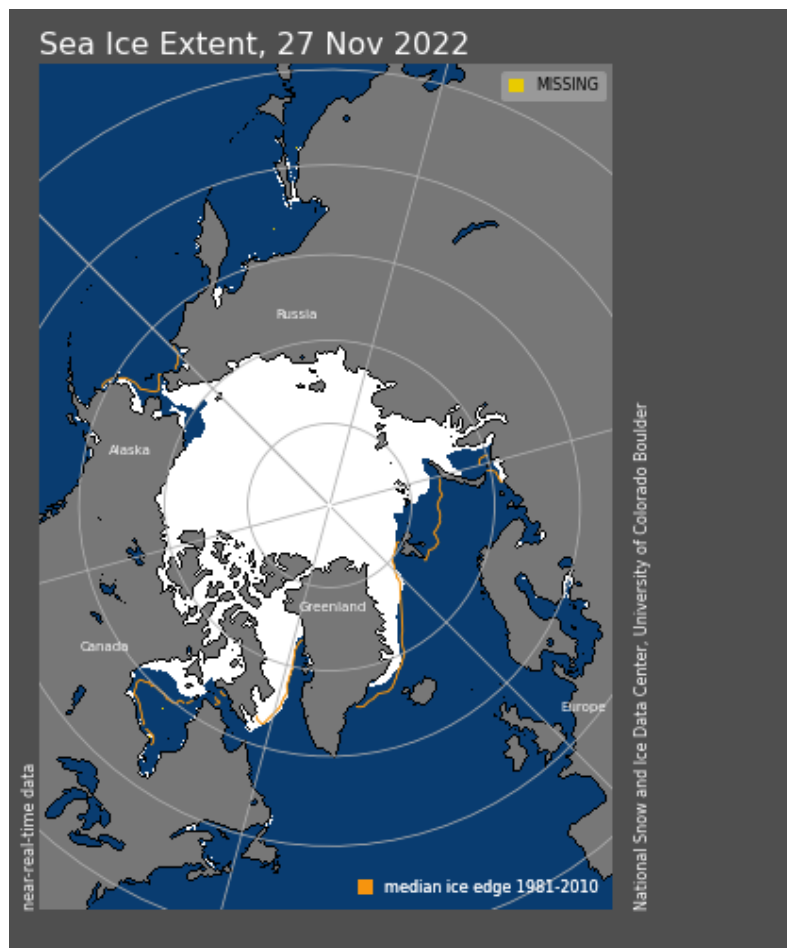 Sea Ice Extent, 27 Nov 2022
MISSING
Russia
Alaska
Greenland
Canada
Europe
near-real-time data
median ice edge 1981-2010
National Snow and Ice Data Center, University of Colorado Boulder